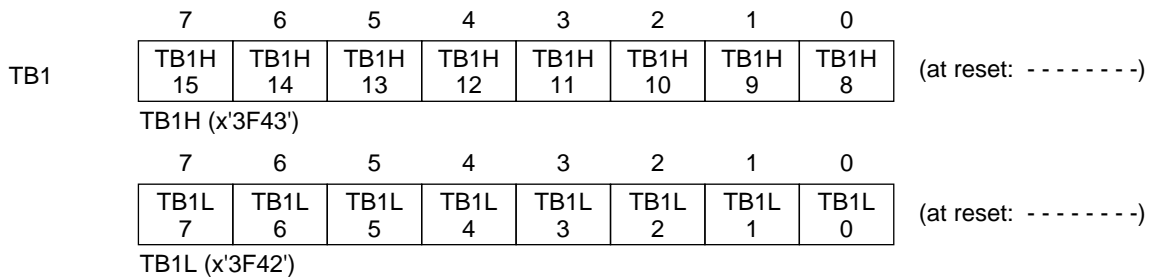 7 6 5 4 3 2 1 0
TB1
TB1H 15 TB1H 14 TB1H 13 TB1H 12 TB1H 11 TB1H 10 TB1H 9 TB1H 8
(at reset: - - - - - - - -)
TB1H (x'3F43')
7 6 5 4 3 2 1 0
TB1L 7 TB1L 6 TB1L 5 TB1L 4 TB1L 3 TB1L 2 TB1L 1 TB1L 0
(at reset: - - - - - - - -)
TB1L (x'3F42')